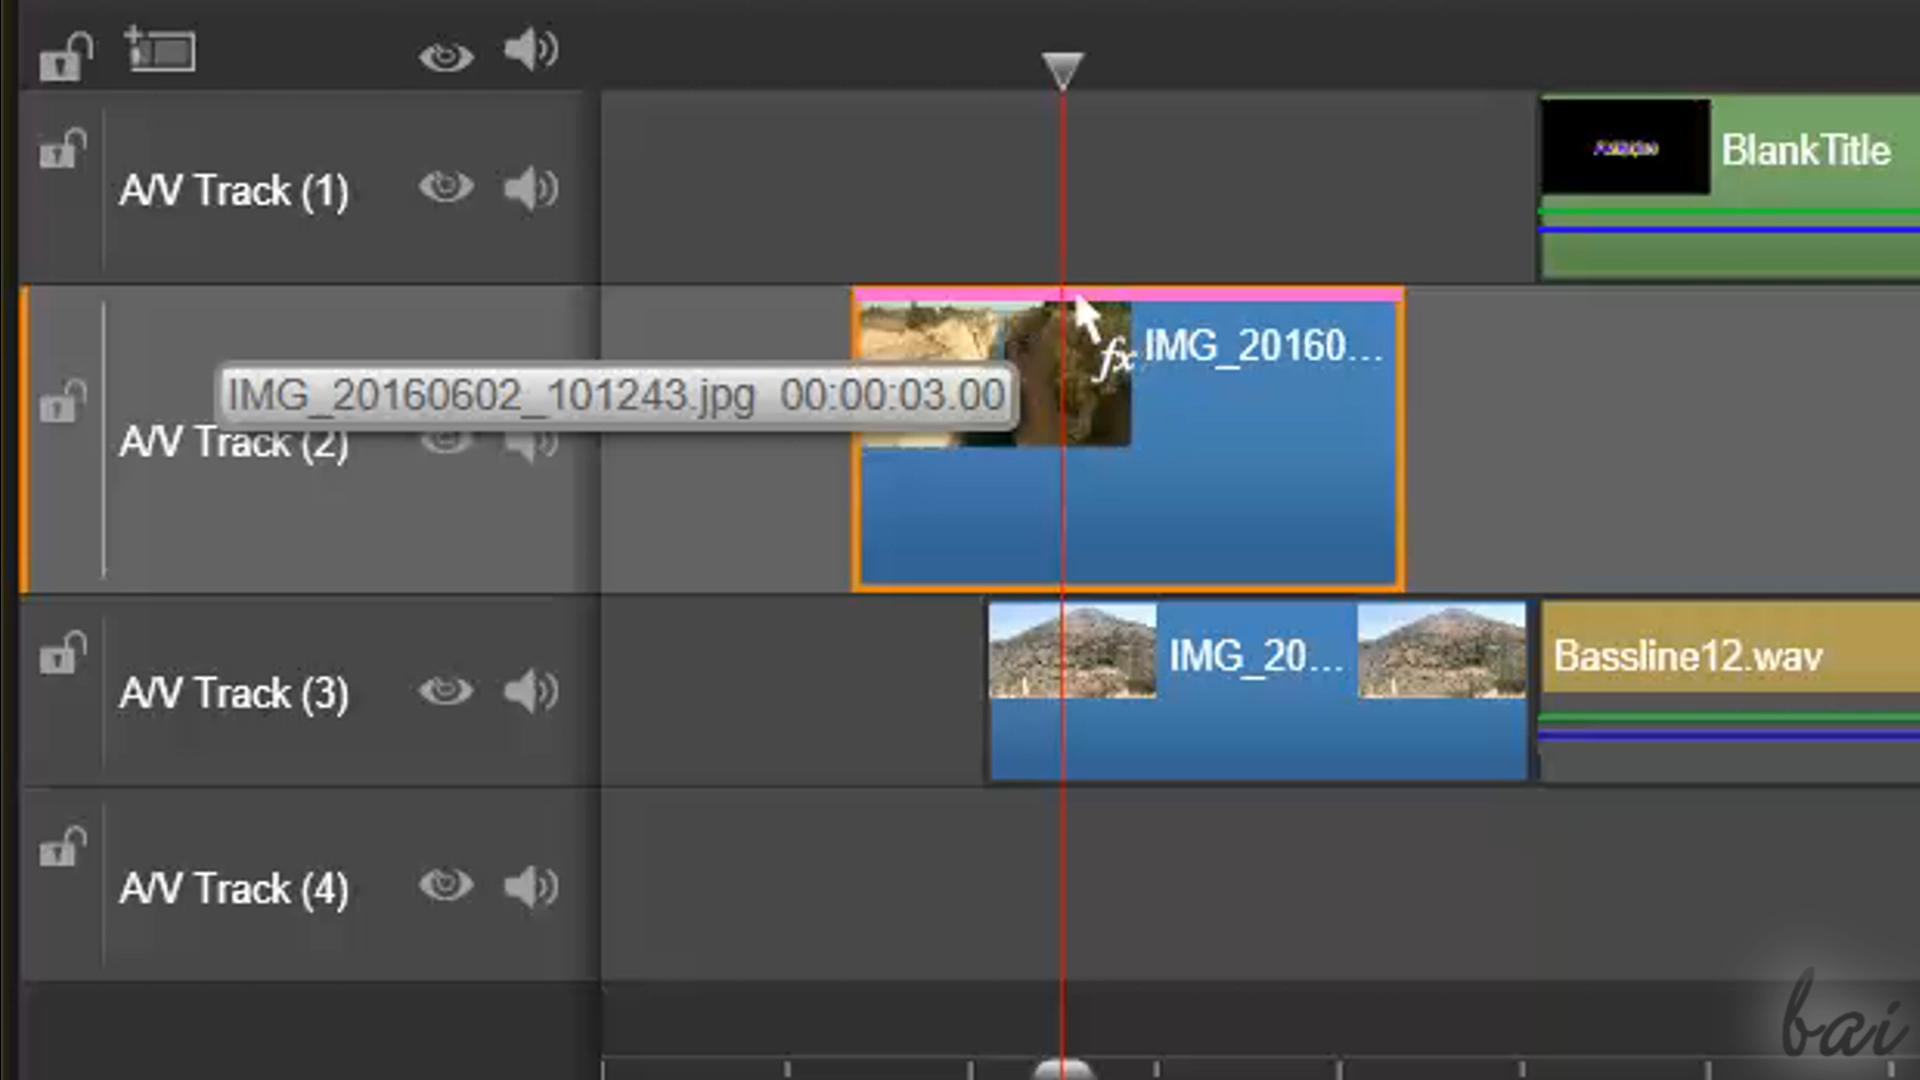 A/V Track (1)
BlankTitle
IMG_20160...
fx
IMG_20160602_101243.jpg 00:00:03.00
A/V Track (2)
IMG_20...
Bassline12.wav
A/V Track (3)
A/V Track (4)
bai